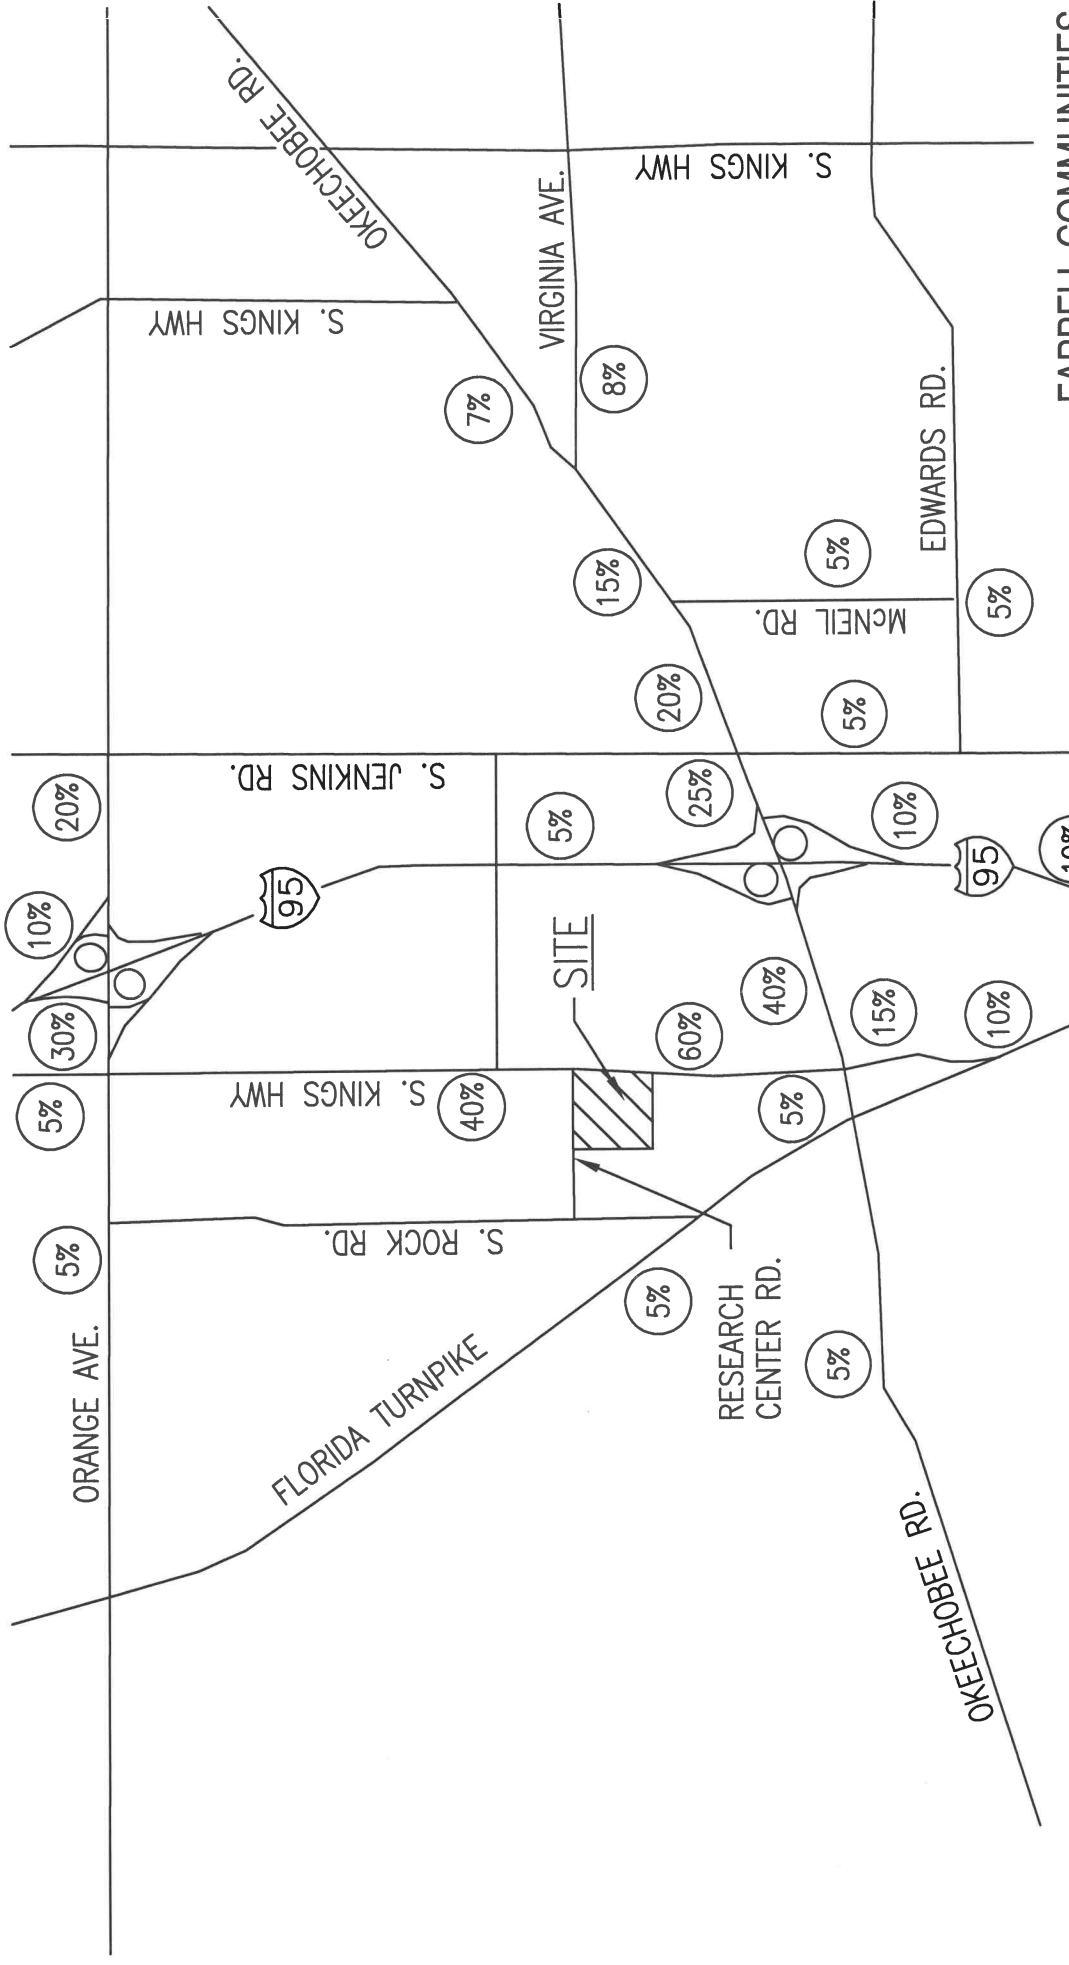 OKEECHOBEE RD.
S. KINGS HWY
VIRGINIA AVE.
S. KINGS HWY
7%
8%
EDWARDS RD.
15%
5%
McNEIL RD.
5%
20%
5%
S. JENKINS RD.
20%
25%
5%
10%
10%
95
95
10%
SITE
30%
60%
40%
15%
10%
5%
S. KINGS HWY
40%
5%
5%
S. ROCK RD.
5%
RESEARCH
CENTER RD.
5%
ORANGE AVE.
FLORIDA TURNPIKE
OKEECHOBEE RD.